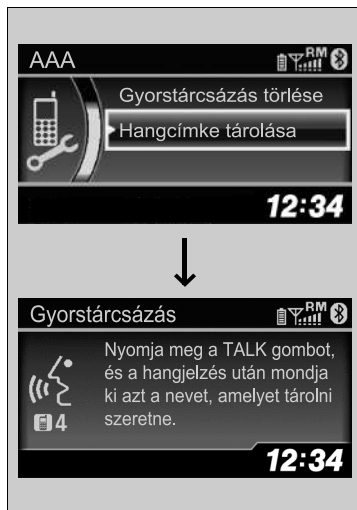 AAA
RM
Gyorstárcsázás törlése
Hangcímke tárolása
12:34
Gyorstárcsázás
RM
Nyomja meg a TALK gombot,
és a hangjelzés után mondja
ki azt a nevet, amelyet tárolni
szeretne.
4
12:34